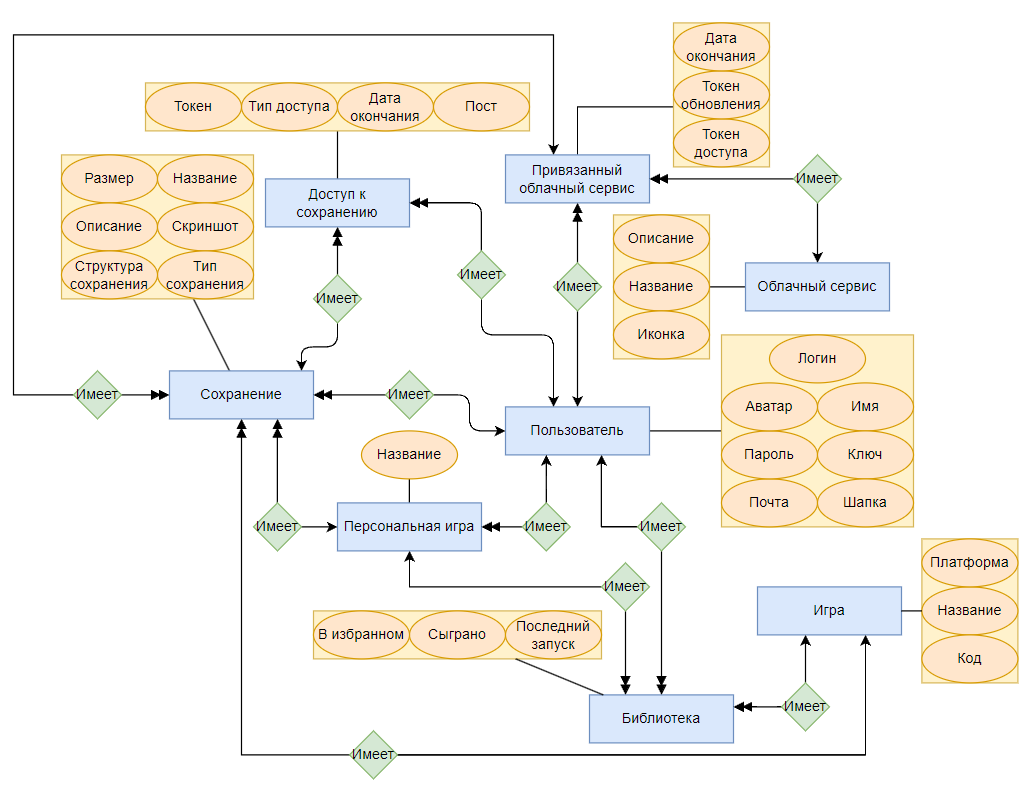 Дата
окончания
Токен
обновления
Токен
доступа
Токен
Тип доступа
Дата
окончания
Пост
Размер
Название
Описание
Скриншот
Структура
сохранения
Тип
сохранения
Доступ к
сохранению
Привязанный
облачный сервис
Имеет
Описание
Название
Иконка
Облачный сервис
Имеет
Имеет
Имеет
Логин
Аватар
Имя
Пароль
Ключ
Почта
Шапка
Имеет
Сохранение
Имеет
Пользователь
Название
Имеет
Персональная игра
Имеет
Имеет
Имеет
Платформа
Название
Код
Игра
В избранном
Сыграно
Последний
запуск
Библиотека
Имеет
Имеет